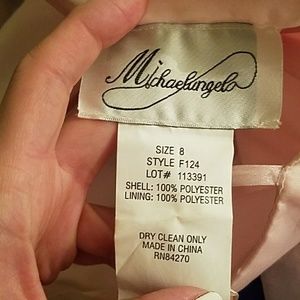 Michaelangelo
SIZE 8
STYLE F124
LOT# 113391
SHELL: 100% POLYESTER
LINING: 100% POLYESTER
DRY CLEAN ONLY
MADE IN CHINA
RN84270